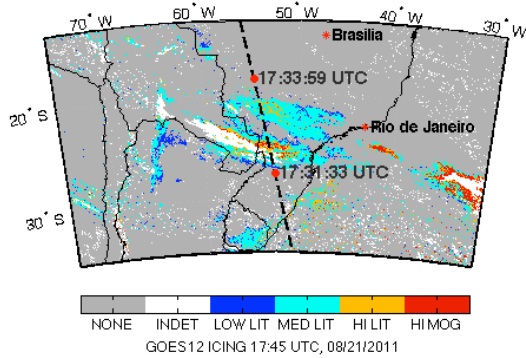 70° W
60° W
50° W
40° W
30° W
Brasilia
17:33:59 UTC
20° S
Rio de Janeiro
17:31:33 UTC
30° S
NONE INDET LOW LIT MED LIT HI LIT HI MOG
GOES12 ICING 17:45 UTC, 08/21/2011